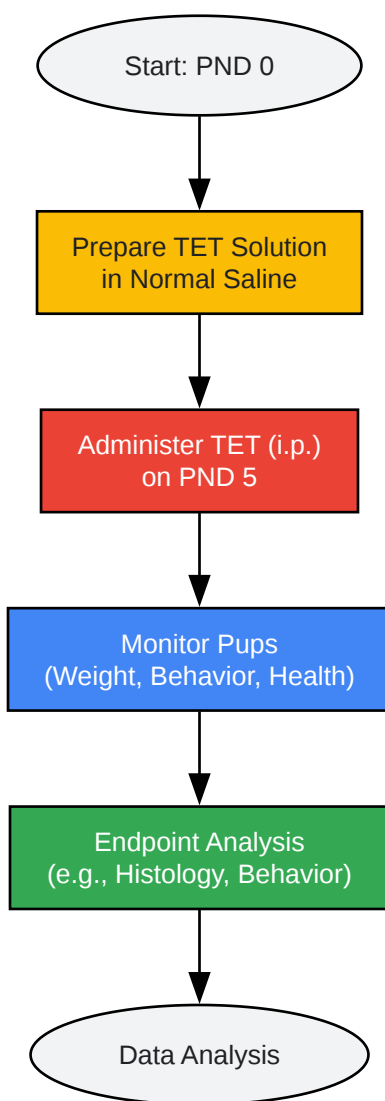 Start: PND 0
Prepare TET Solution
in Normal Saline
Administer TET (i.p.)
on PND 5
Monitor Pups
(Weight, Behavior, Health)
Endpoint Analysis
(e.g., Histology, Behavior)
Data Analysis